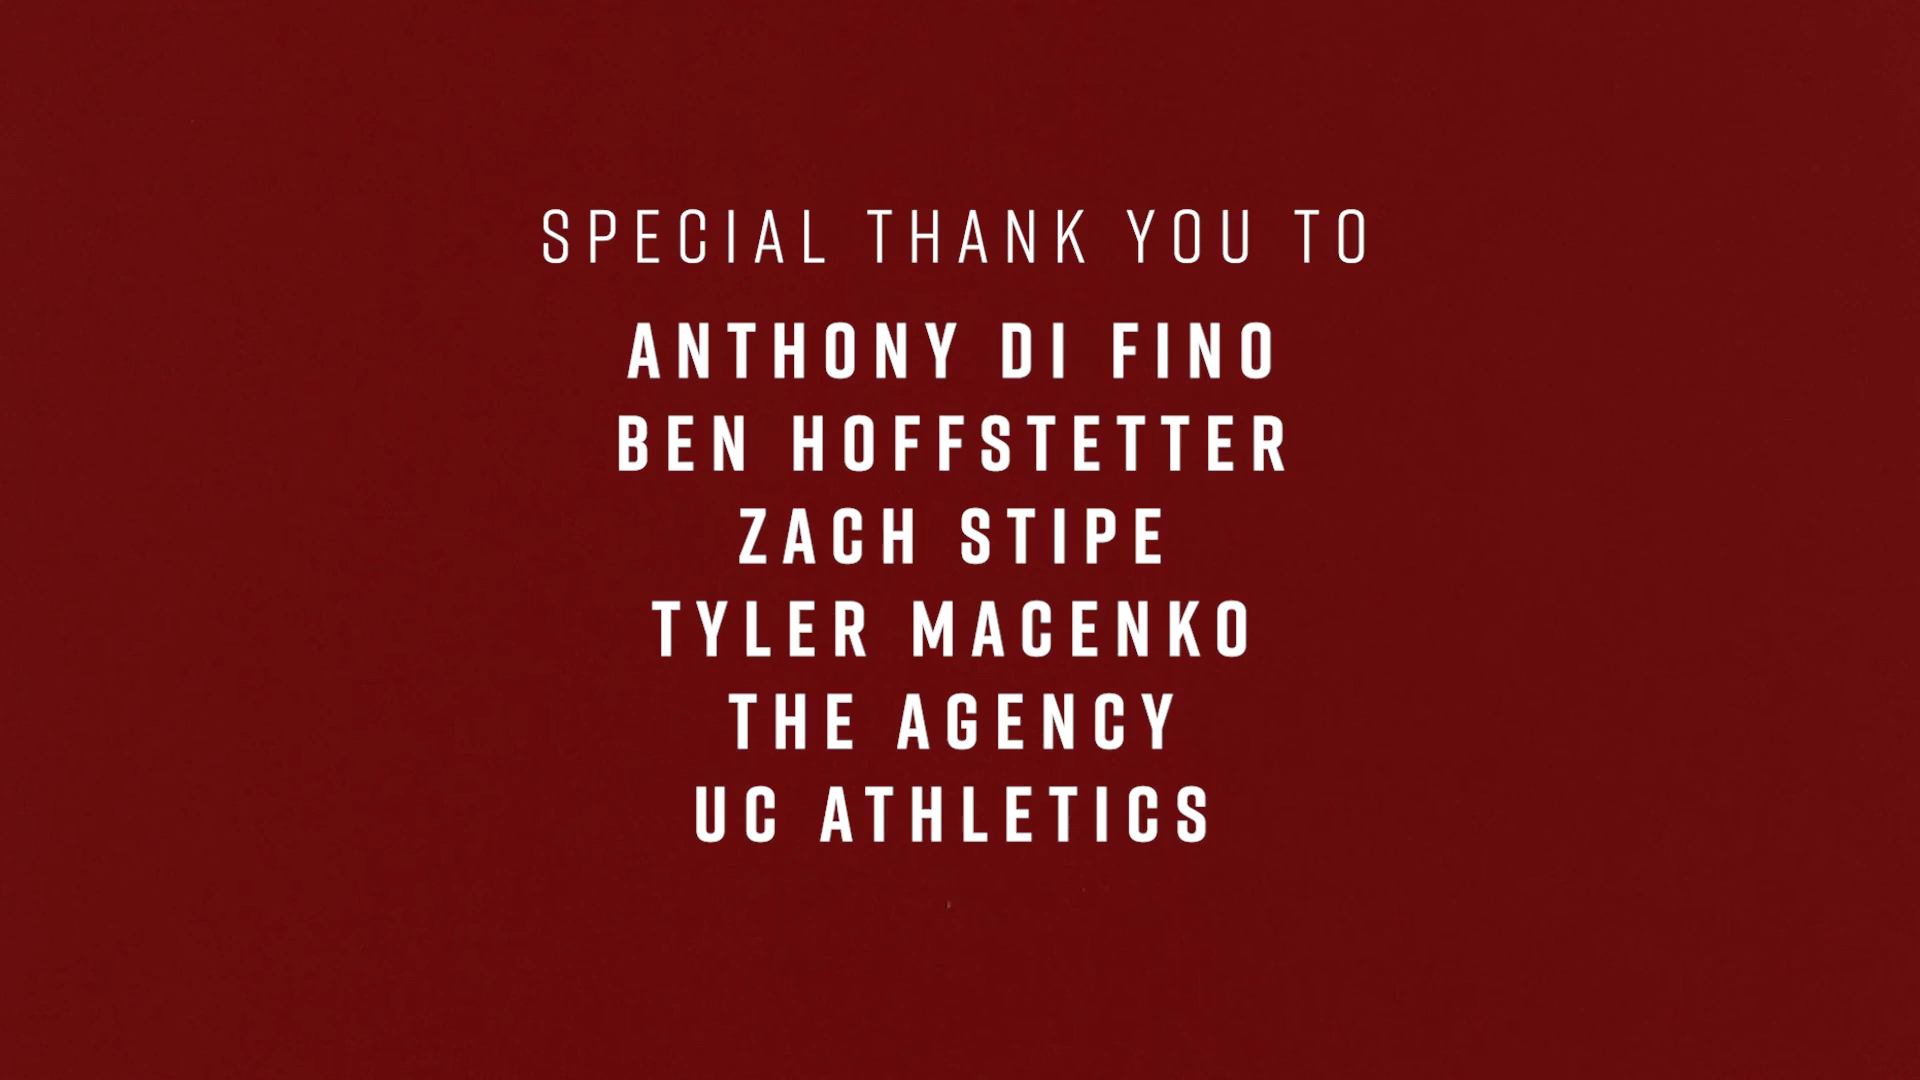 SPECIAL THANK YOU TO
ANTHONY DI FINO
BEN HOFFSTETTER
ZACH STIPE
TYLER MACENKO
THE AGENCY
UC ATHLETICS